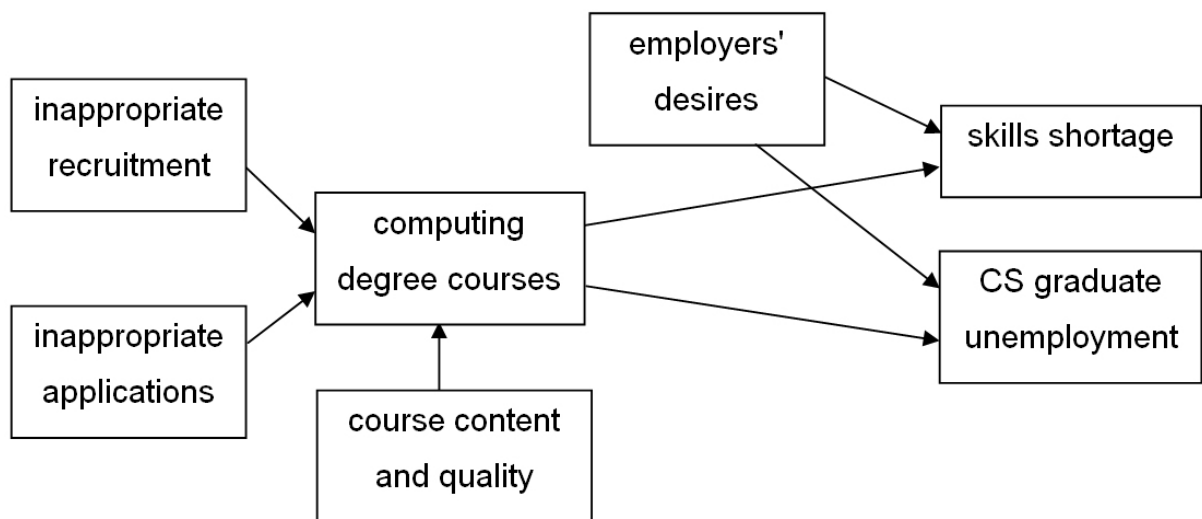 inappropriate
recruitment
inappropriate
applications
computing
degree courses
course content
and quality
employers'
desires
skills shortage
CS graduate
unemployment